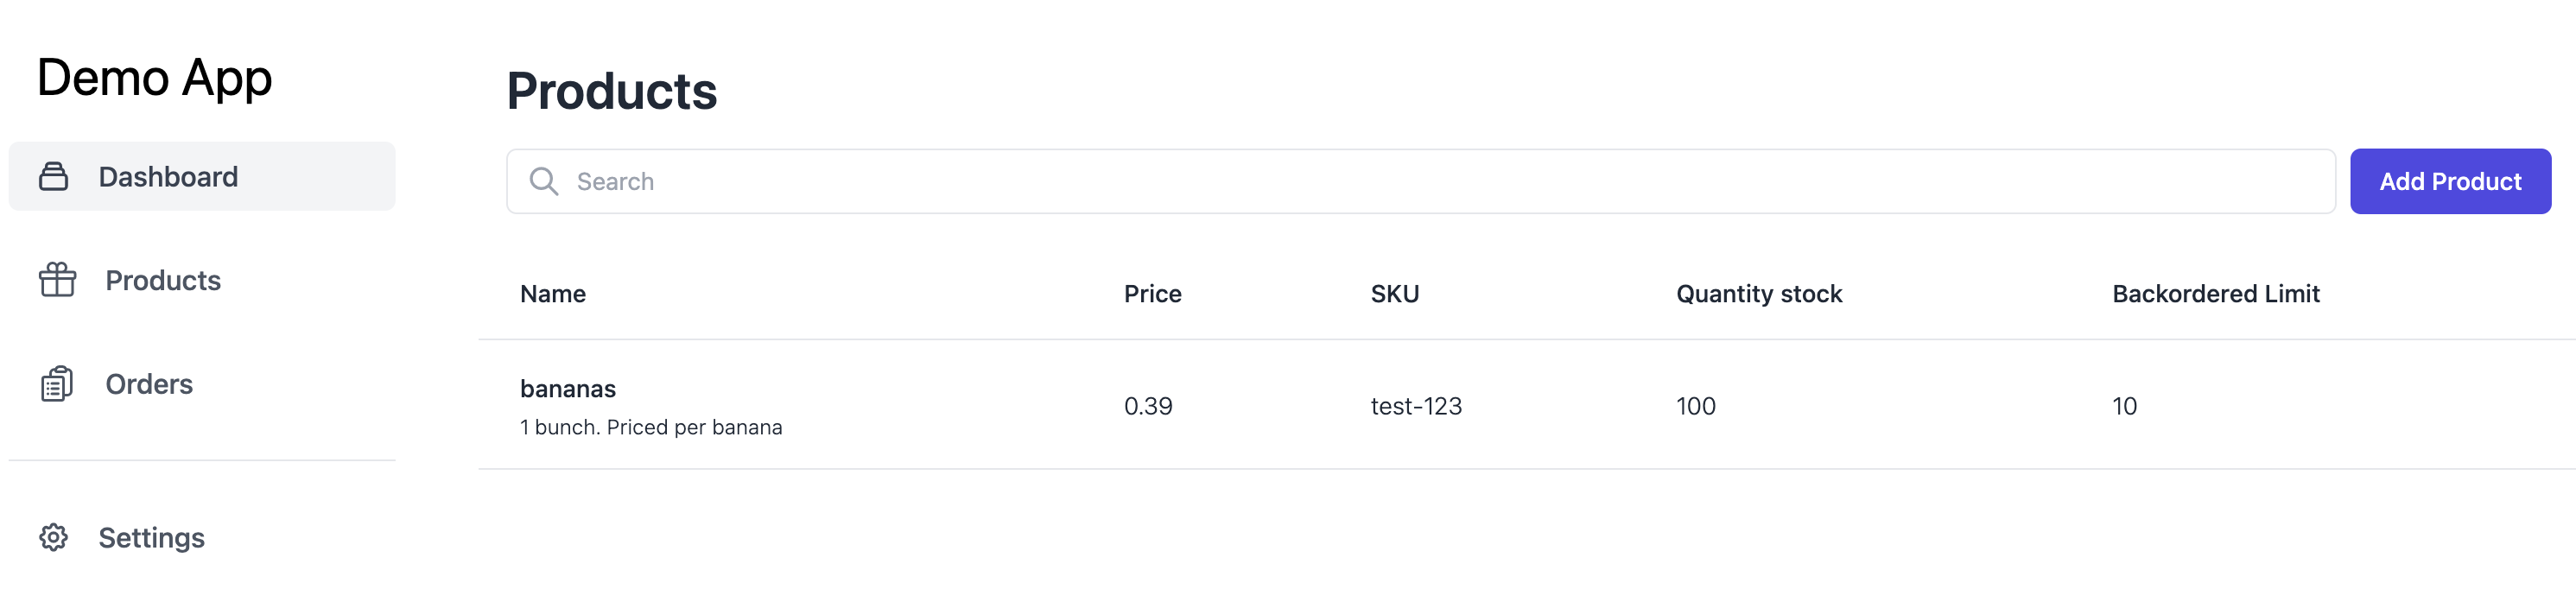 Demo App
Dashboard
Products
Orders
Settings
Products
Search
Add Product
Name Price SKU Quantity stock Backordered Limit
bananas
1 bunch. Priced per banana
0.39 test-123 100 10